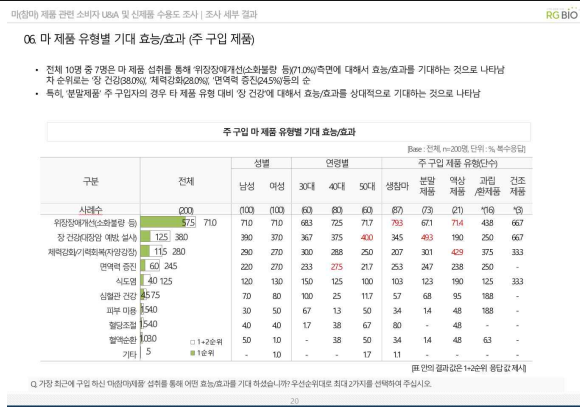 마(참마) 제품 관련 소비자 U&A 및 신제품 수용도 조사 | 조사 세부 결과
RG BIO
06. 마 제품 유형별 기대 효능/효과 (주 구입 제품)
• 전체 10명 중 7명은 마 제품 섭취를 통해 '위장장애개선(소화불량 등)(71.0%)'측면에 대해서 효능/효과를 기대하는 것으로 나타남
차 순위로는 '장 건강(38.0%)', '체력강화(28.0%)', '면역력 증진(24.5%)'등의 순
• 특히, '분말제품' 주 구입자의 경우 타 제품 유형 대비 '장 건강'에 대해서 효능/효과를 상대적으로 기대하는 것으로 나타남
주 구입 마 제품 유형별 기대 효능/효과
[Base : 전체, n=200명, 단위 : %, 복수응답]
구분 전체 성별 연령별 주 구입 제품 유형(단수)
남성 여성 30대 40대 50대 생참마 분말제품 액상제품 과립/환제품 건조제품
사례수 (200) (100) (100) (60) (80) (60) (87) (73) (21) *(16) *(3)
위장장애개선(소화불량 등) 57.5 71.0 71.0 71.0 68.3 72.5 71.7 79.3 67.1 71.4 43.8 66.7
장 건강(대장암 예방, 설사) 12.5 38.0 39.0 37.0 36.7 37.5 40.0 34.5 49.3 19.0 25.0 66.7
체력강화/기력회복(자양강장) 11.5 28.0 29.0 27.0 30.0 28.8 25.0 20.7 30.1 42.9 37.5 33.3
면역력 증진 6.0 24.5 22.0 27.0 23.3 27.5 21.7 25.3 24.7 23.8 25.0 -
식도염 4.0 12.5 12.0 13.0 15.0 12.5 10.0 10.3 12.3 19.0 12.5 33.3
심혈관 건강 4.5 7.5 7.0 8.0 10.0 2.5 11.7 5.7 6.8 9.5 18.8 -
피부 미용 1.5 4.0 3.0 5.0 6.7 1.3 5.0 3.4 1.4 4.8 18.8 -
혈당조절 1.5 4.0 4.0 4.0 1.7 3.8 6.7 8.0 - 4.8 - -
혈액순환 1.0 3.0 5.0 1.0 - 3.8 5.0 3.4 1.4 4.8 6.3 -
기타 .5 - 1.0 - - 1.7 1.1 - - - -
□ 1+2순위
■ 1순위
[표 안의 결과 값은 1+2순위 응답 값 제시]
Q. 가장 최근에 구입 하신 '마(참마)제품' 섭취를 통해 어떤 효능/효과를 기대 하셨습니까? 우선순위대로 최대 2가지를 선택하여 주십시오.
20